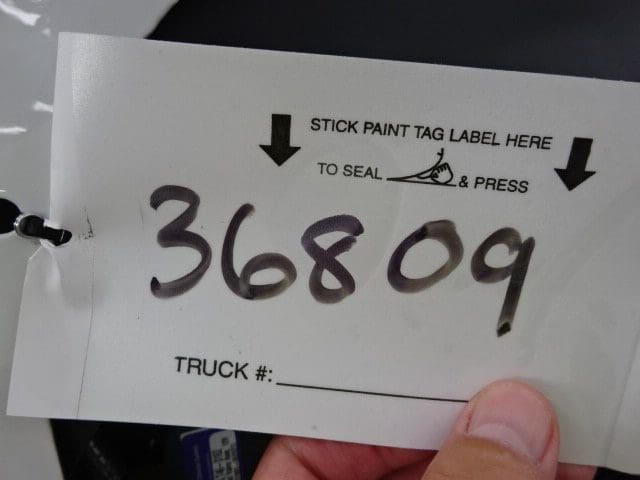 STICK PAINT TAG LABEL HERE
TO SEAL & PRESS
36809
TRUCK #: